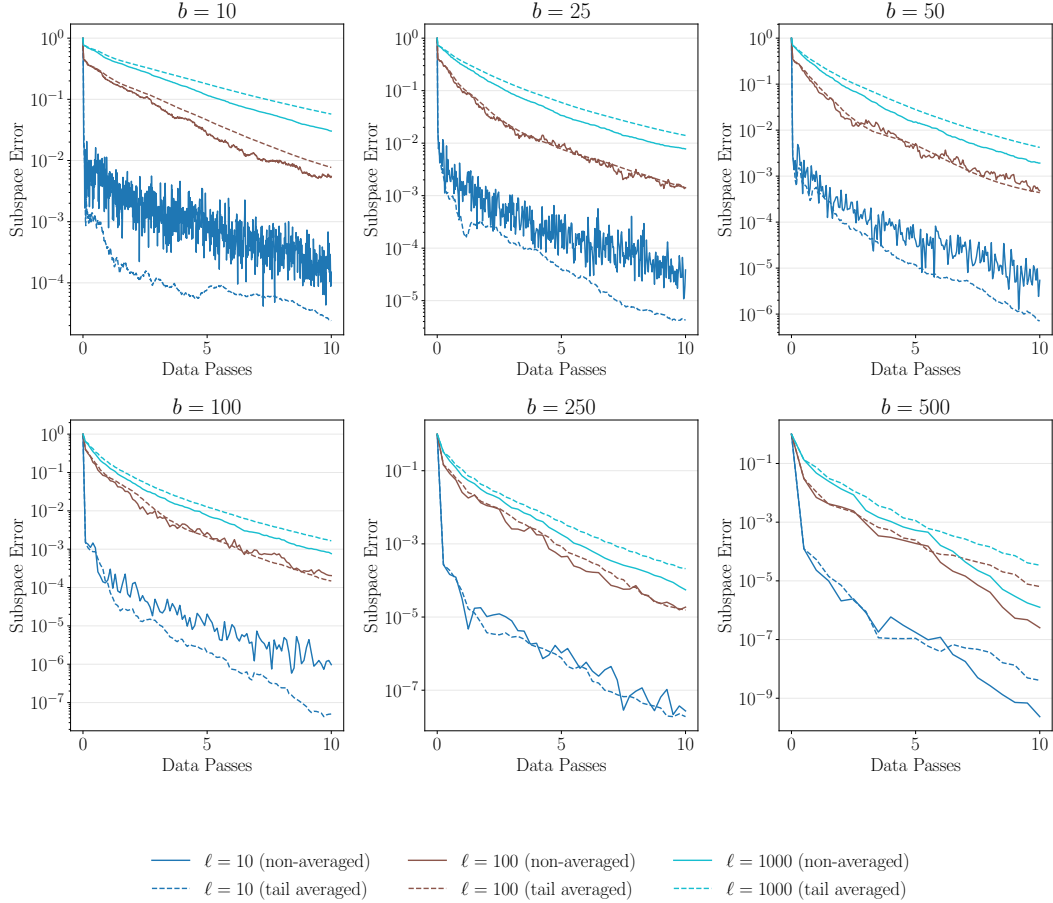 b = 10
b = 25
b = 50
Subspace Error
10⁰
10⁻¹
10⁻²
10⁻³
10⁻⁴
0
5
10
Data Passes
Subspace Error
10⁰
10⁻¹
10⁻²
10⁻³
10⁻⁴
10⁻⁵
0
5
10
Data Passes
Subspace Error
10⁰
10⁻¹
10⁻²
10⁻³
10⁻⁴
10⁻⁵
10⁻⁶
0
5
10
Data Passes
b = 100
b = 250
b = 500
Subspace Error
10⁰
10⁻¹
10⁻²
10⁻³
10⁻⁴
10⁻⁵
10⁻⁶
10⁻⁷
0
5
10
Data Passes
Subspace Error
10⁻¹
10⁻³
10⁻⁵
10⁻⁷
0
5
10
Data Passes
Subspace Error
10⁻¹
10⁻³
10⁻⁵
10⁻⁷
10⁻⁹
0
5
10
Data Passes
ℓ = 10 (non-averaged)
ℓ = 10 (tail averaged)
ℓ = 100 (non-averaged)
ℓ = 100 (tail averaged)
ℓ = 1000 (non-averaged)
ℓ = 1000 (tail averaged)